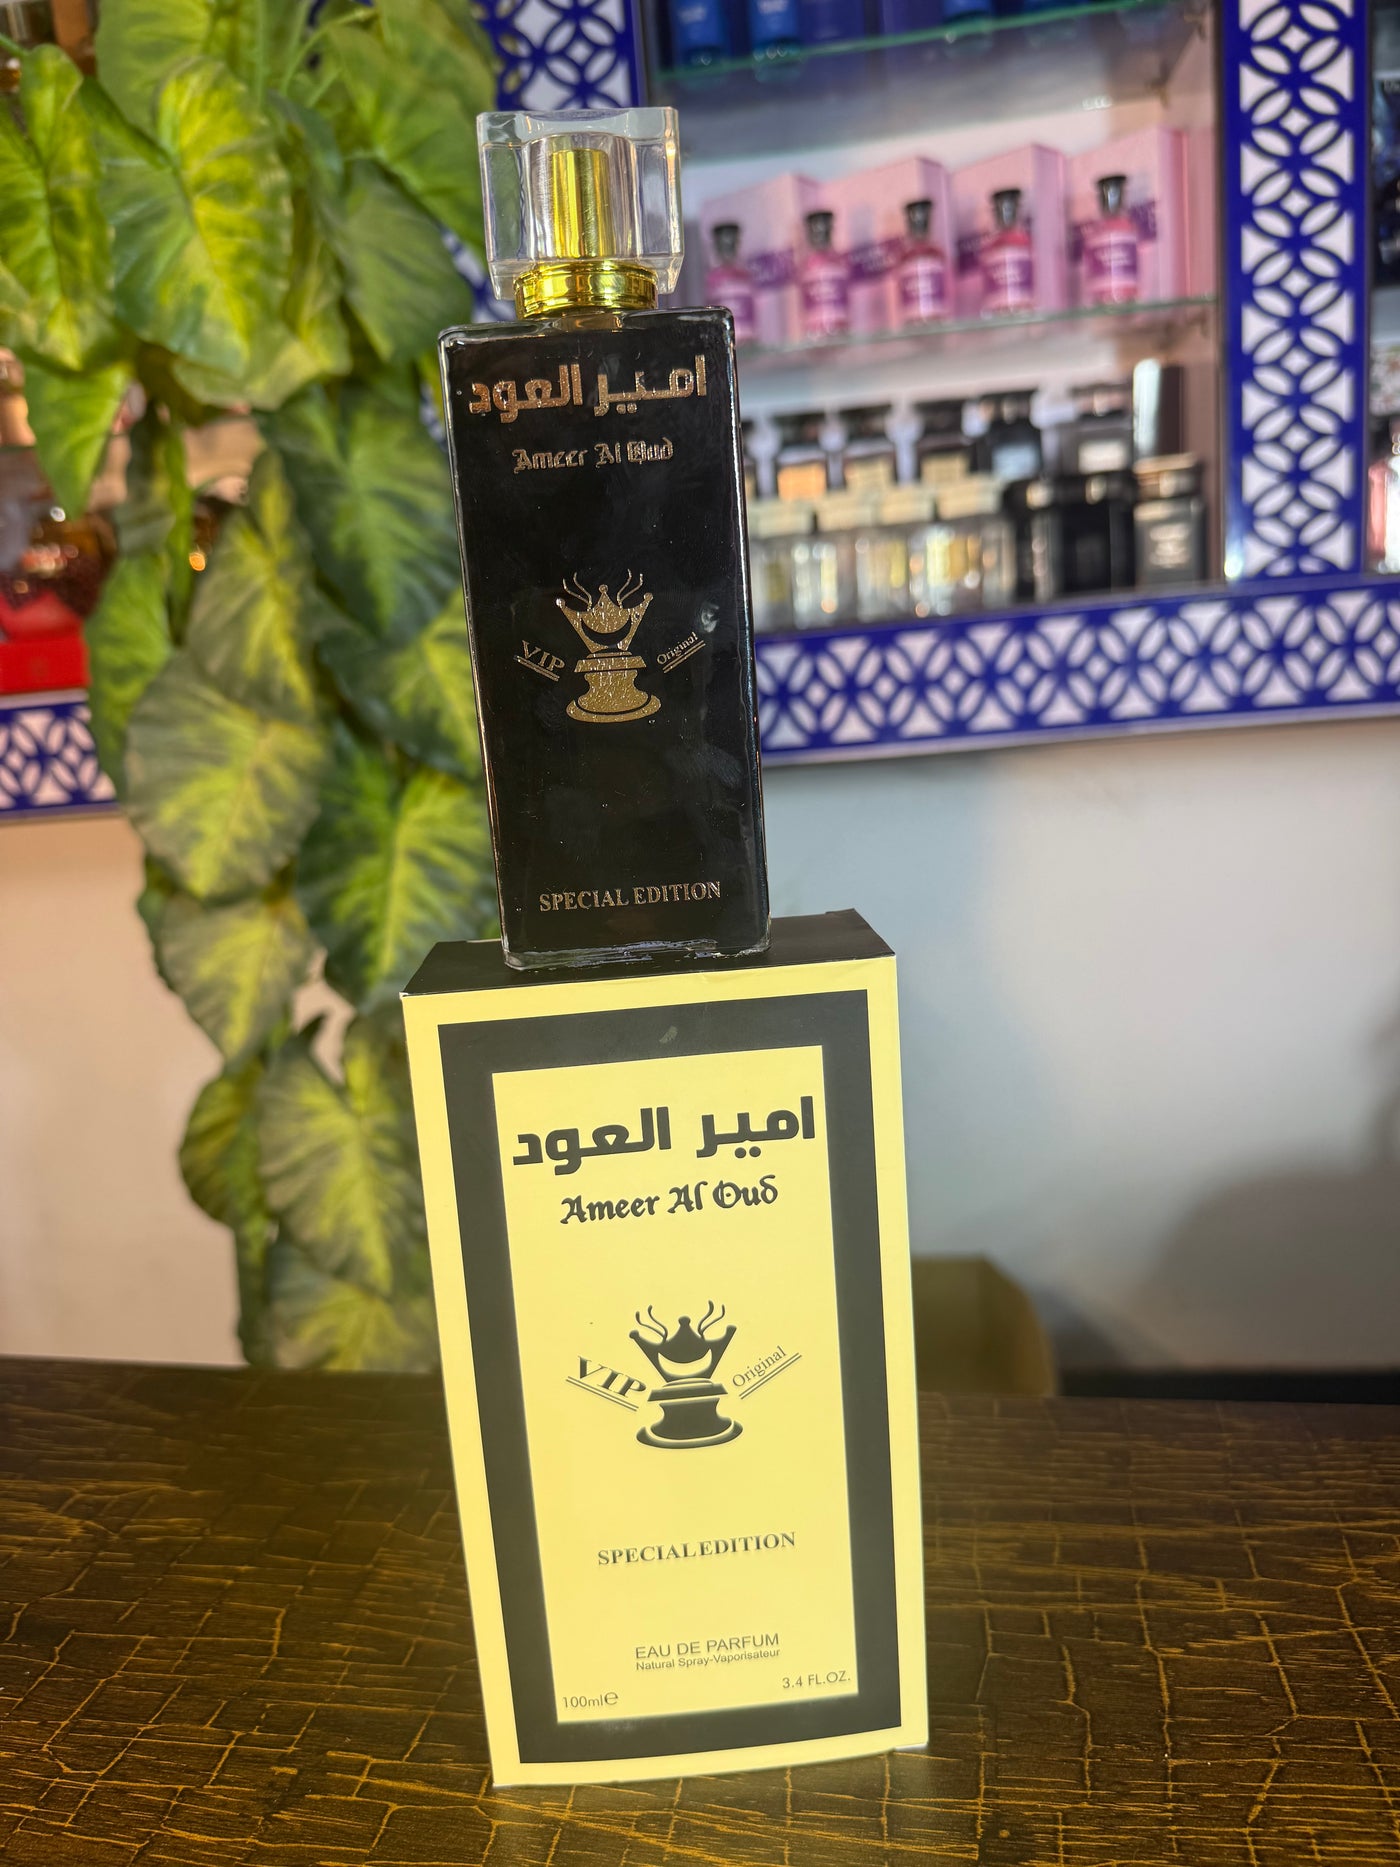 امير العود
Ameer Al Oud
VIP
Original
SPECIAL EDITION
امير العود
Ameer Al Oud
VIP
Original
SPECIAL EDITION
EAU DE PARFUM
Natural Spray-Vaporisateur
100ml℮
3.4 FL.OZ.